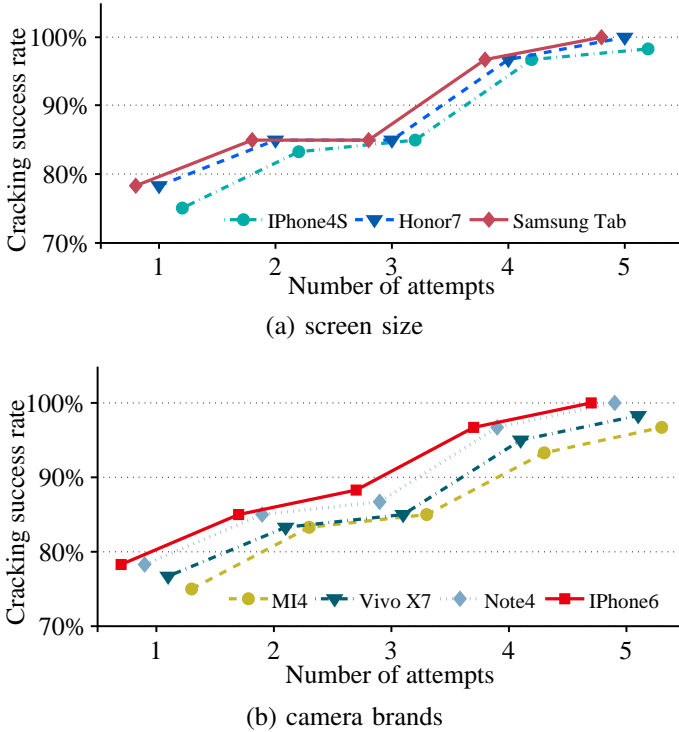 Cracking success rate
100%
90%
80%
70%
IPhone4S Honor7 Samsung Tab
1 2 3 4 5
Number of attempts
(a) screen size
Cracking success rate
100%
90%
80%
70%
MI4 Vivo X7 Note4 IPhone6
1 2 3 4 5
Number of attempts
(b) camera brands